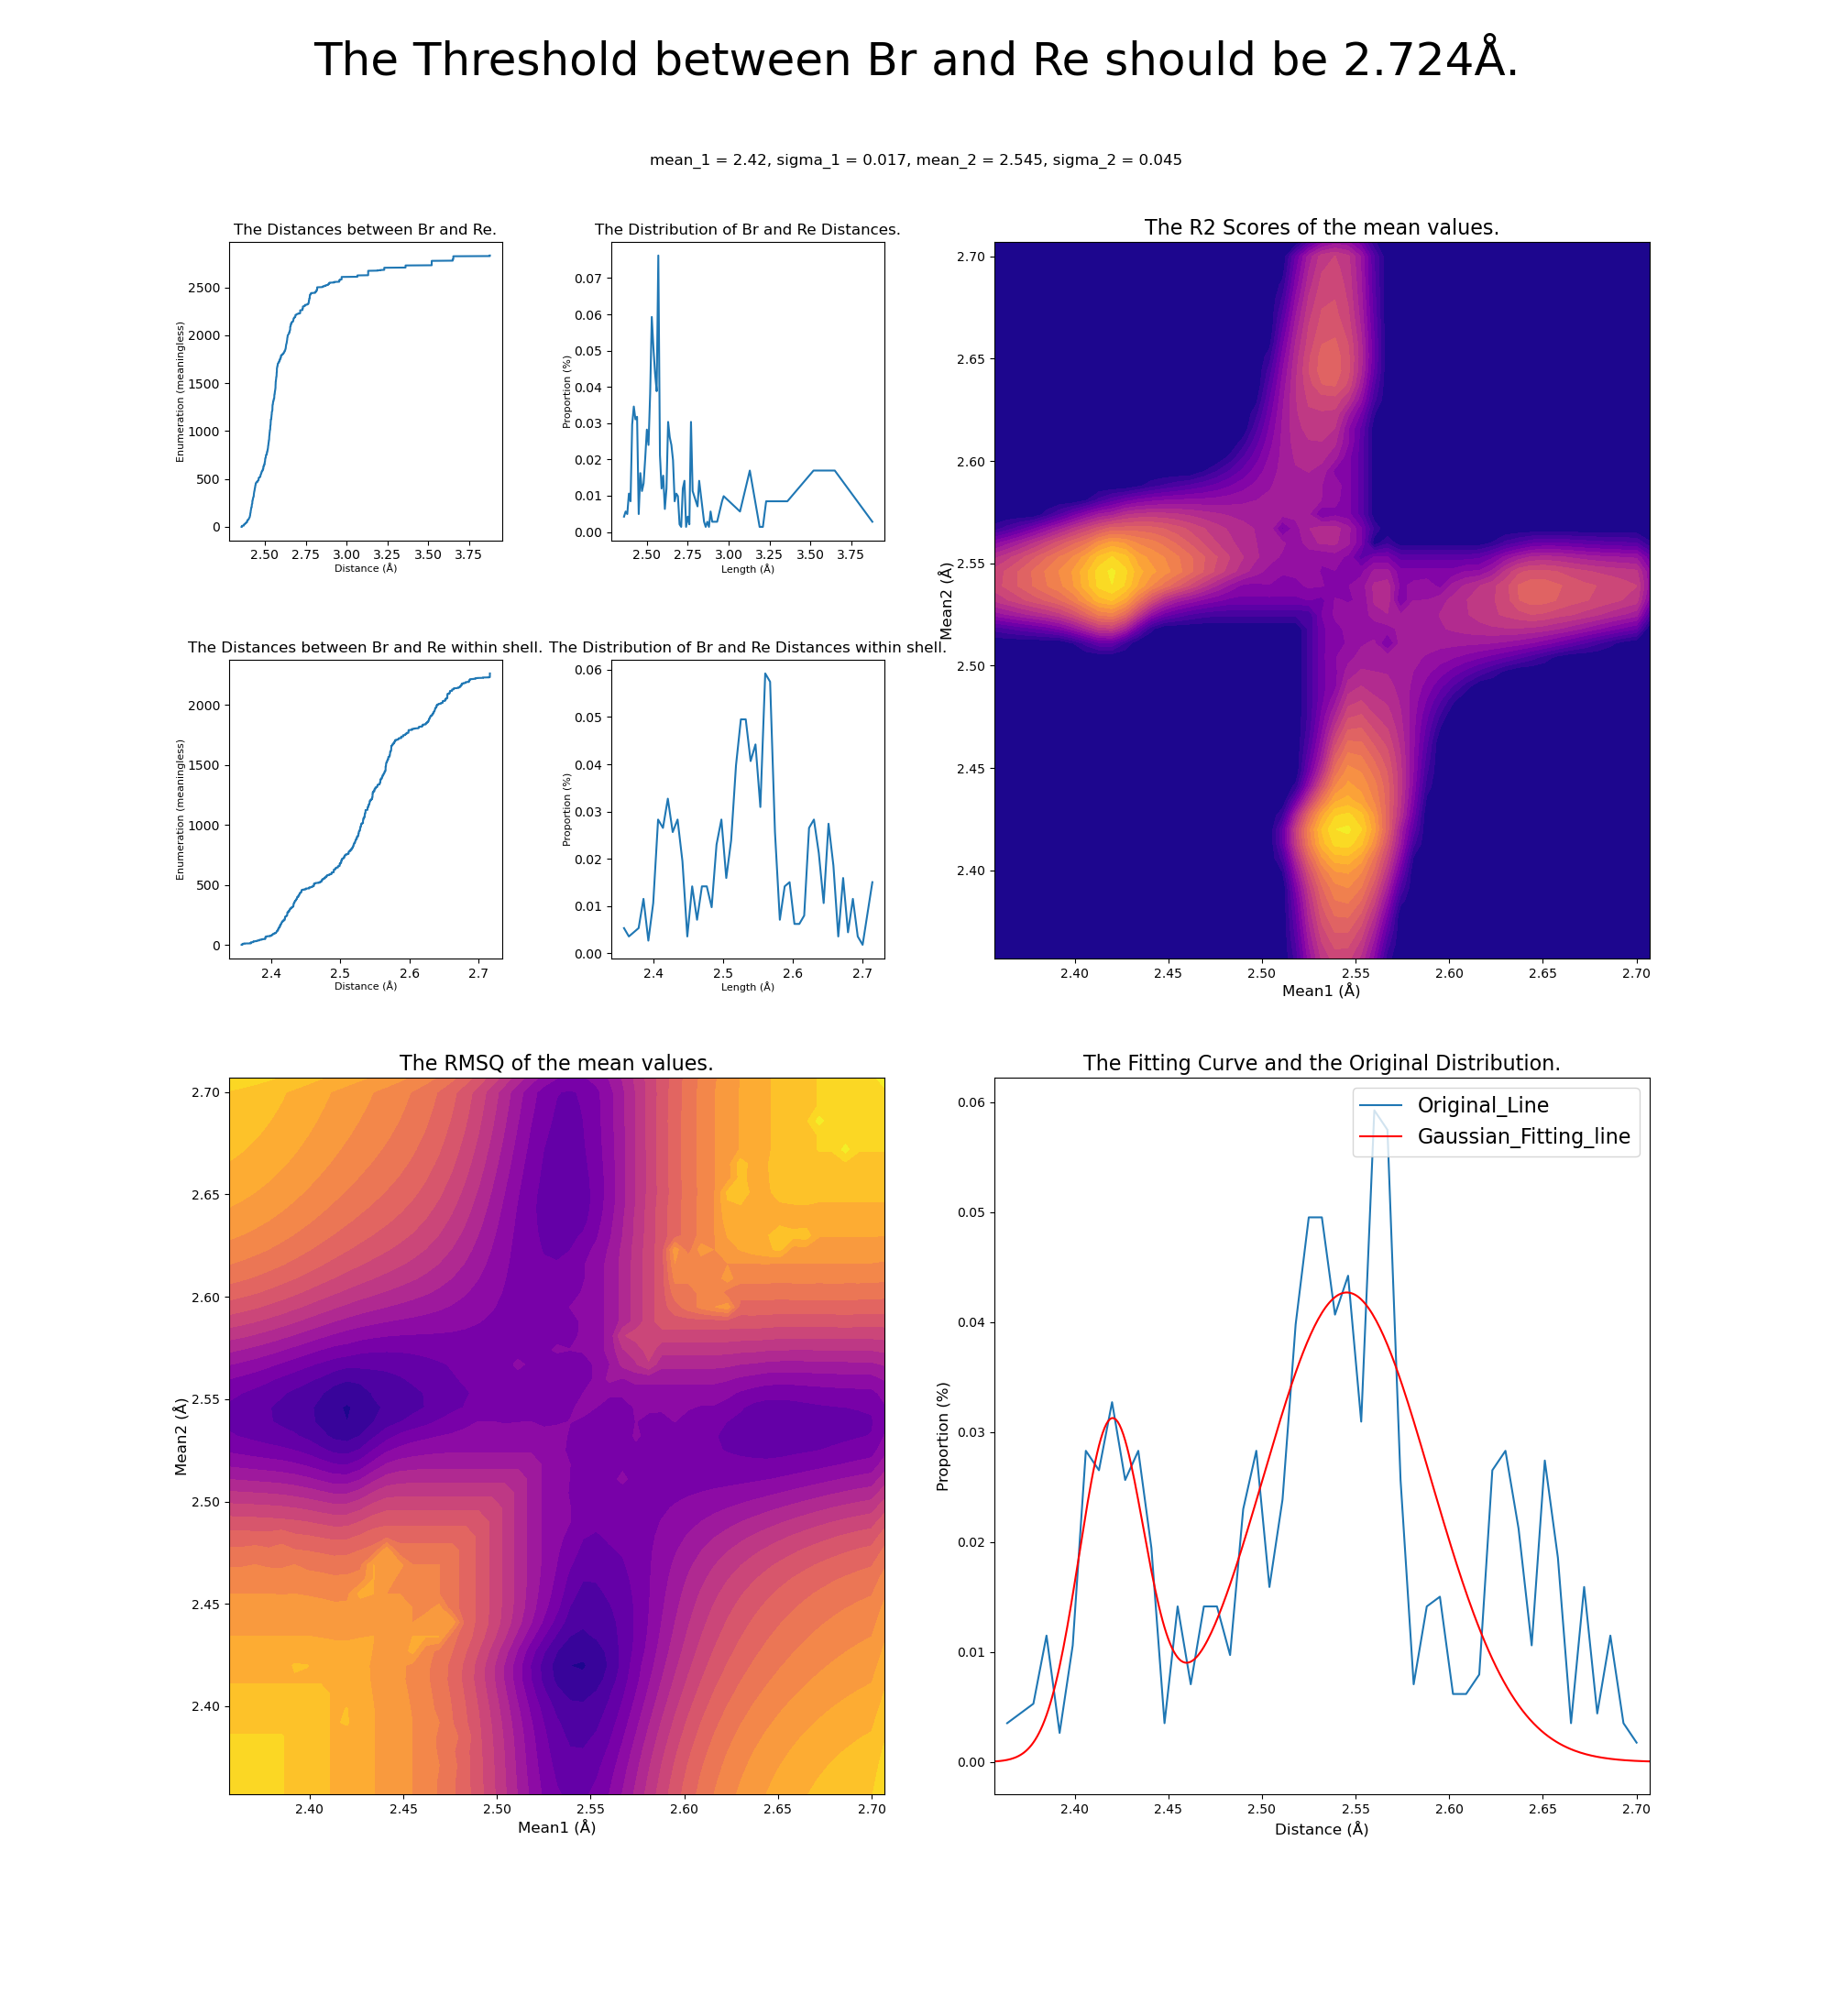 The Threshold between Br and Re should be 2.724Å.
mean_1 = 2.42, sigma_1 = 0.017, mean_2 = 2.545, sigma_2 = 0.045
The Distances between Br and Re.
Enumeration (meaningless)
2500
2000
1500
1000
500
0
2.50 2.75 3.00 3.25 3.50 3.75
Distance (Å)
The Distribution of Br and Re Distances.
Proportion (%)
0.07
0.06
0.05
0.04
0.03
0.02
0.01
0.00
2.50 2.75 3.00 3.25 3.50 3.75
Length (Å)
The R2 Scores of the mean values.
Mean2 (Å)
2.70
2.65
2.60
2.55
2.50
2.45
2.40
2.40 2.45 2.50 2.55 2.60 2.65 2.70
Mean1 (Å)
The Distances between Br and Re within shell.
Enumeration (meaningless)
2000
1500
1000
500
0
2.4 2.5 2.6 2.7
Distance (Å)
The Distribution of Br and Re Distances within shell.
Proportion (%)
0.06
0.05
0.04
0.03
0.02
0.01
0.00
2.4 2.5 2.6 2.7
Length (Å)
The RMSQ of the mean values.
Mean2 (Å)
2.70
2.65
2.60
2.55
2.50
2.45
2.40
2.40 2.45 2.50 2.55 2.60 2.65 2.70
Mean1 (Å)
The Fitting Curve and the Original Distribution.
Original_Line
Gaussian_Fitting_line
Proportion (%)
0.06
0.05
0.04
0.03
0.02
0.01
0.00
2.40 2.45 2.50 2.55 2.60 2.65 2.70
Distance (Å)